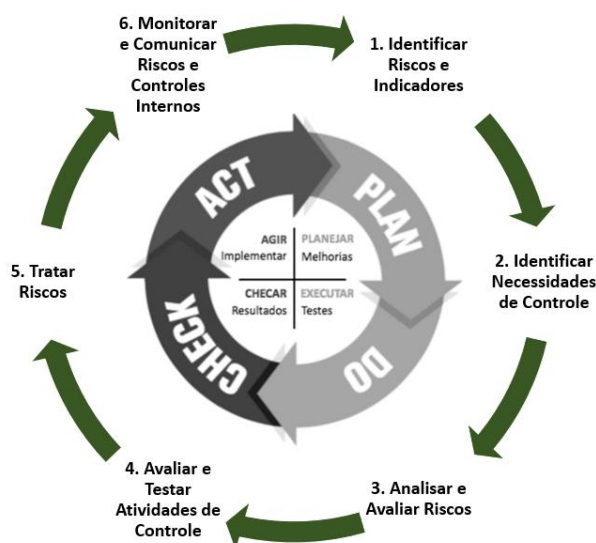 6. Monitorar
e Comunicar
Riscos e
Controles
Internos
1. Identificar
Riscos e
Indicadores
2. Identificar
Necessidades
de Controle
3. Analisar e
Avaliar Riscos
4. Avaliar e
Testar
Atividades de
Controle
5. Tratar
Riscos
ACT
PLAN
DO
CHECK
AGIR
Implementar
PLANEJAR
Melhorias
CHECAR
Resultados
EXECUTAR
Testes